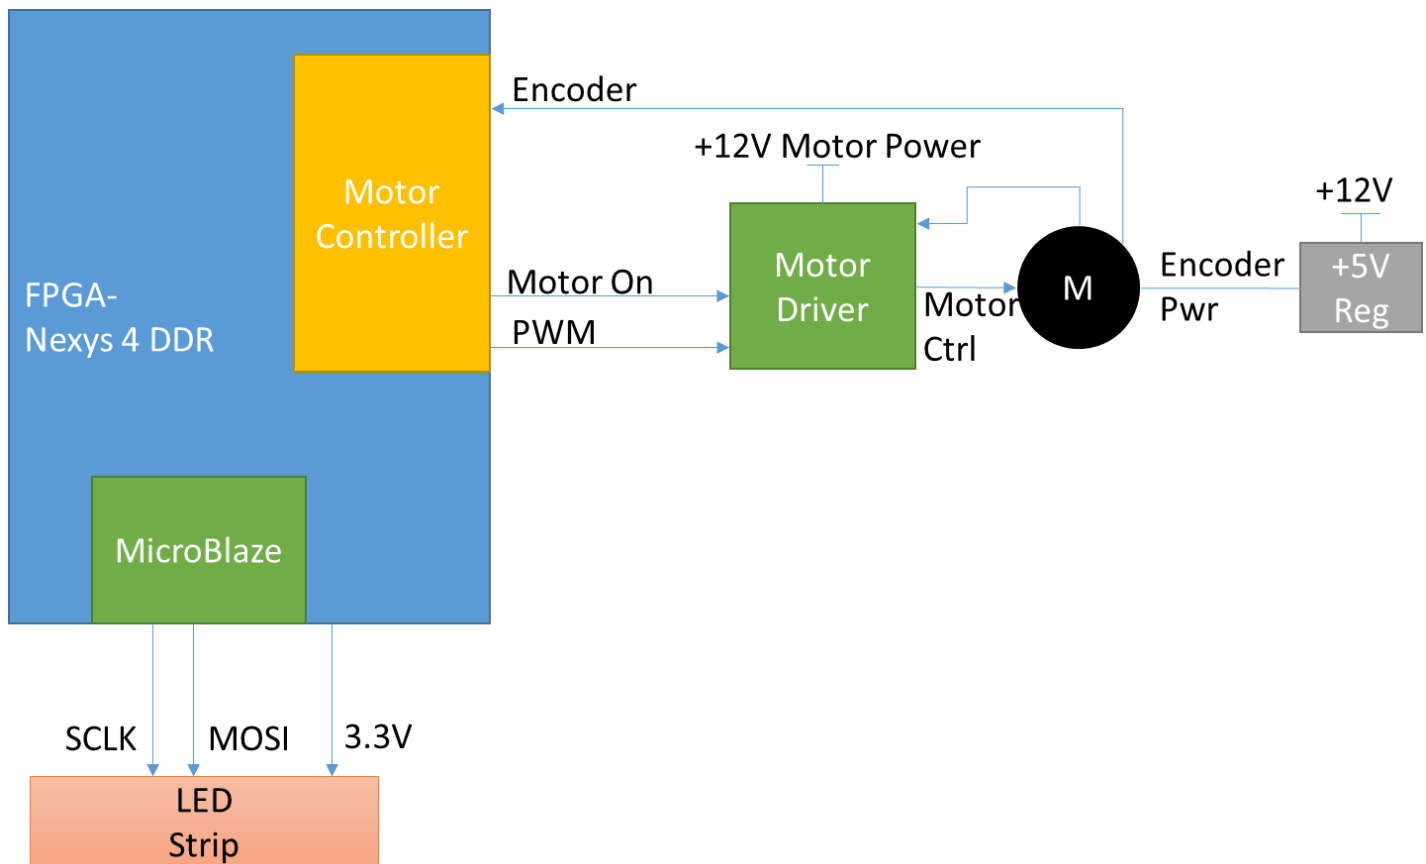 Encoder
+12V Motor Power
Motor
Controller
+12V
Motor
Driver
Encoder
Pwr
+5V
Reg
M
FPGA-
Nexys 4 DDR
Motor On
PWM
Motor
Ctrl
MicroBlaze
SCLK
MOSI
3.3V
LED
Strip